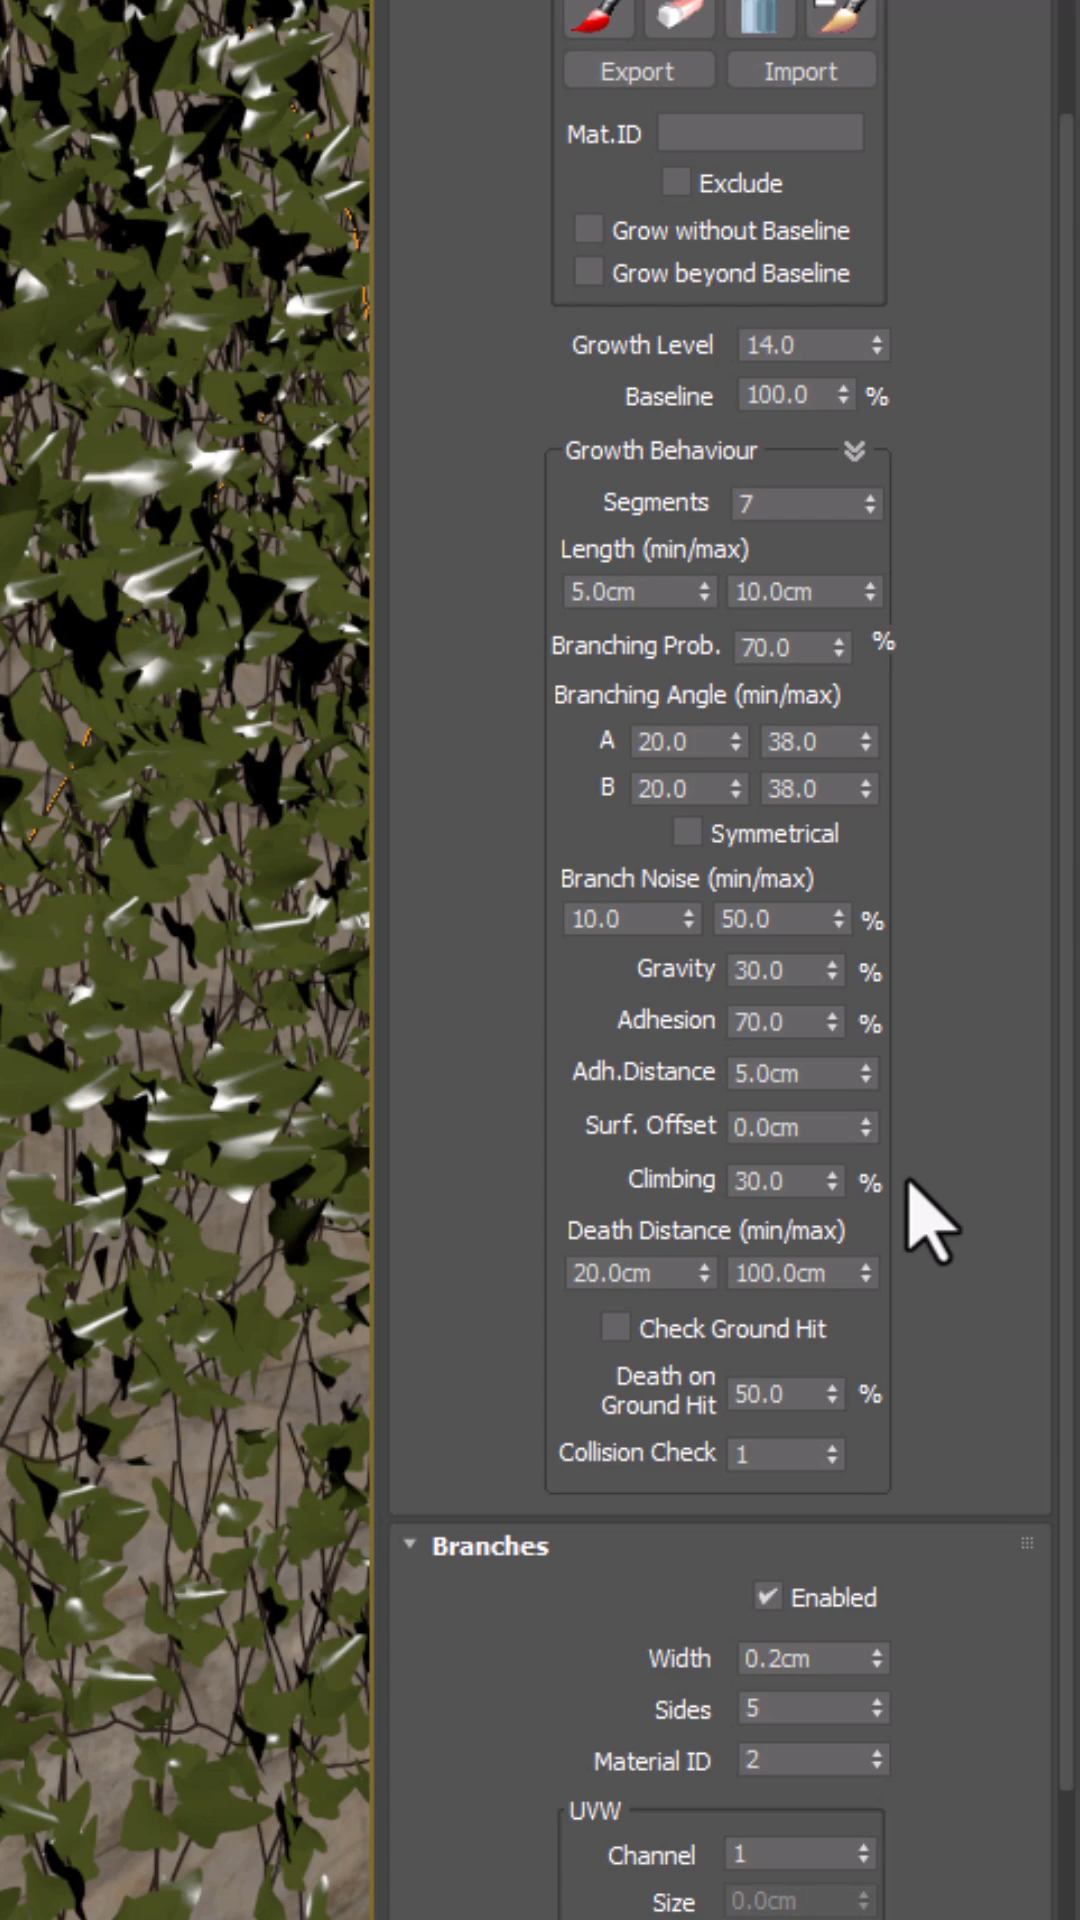 Export Import
Mat.ID
Exclude
Grow without Baseline
Grow beyond Baseline
Growth Level 14.0
Baseline 100.0 %
Growth Behaviour
Segments 7
Length (min/max)
5.0cm 10.0cm
Branching Prob. 70.0 %
Branching Angle (min/max)
A 20.0 38.0
B 20.0 38.0
Symmetrical
Branch Noise (min/max)
10.0 50.0 %
Gravity 30.0 %
Adhesion 70.0 %
Adh.Distance 5.0cm
Surf. Offset 0.0cm
Climbing 30.0 %
Death Distance (min/max)
20.0cm 100.0cm
Check Ground Hit
Death on
Ground Hit 50.0 %
Collision Check 1
Branches
Enabled
Width 0.2cm
Sides 5
Material ID 2
UVW
Channel 1
Size 0.0cm